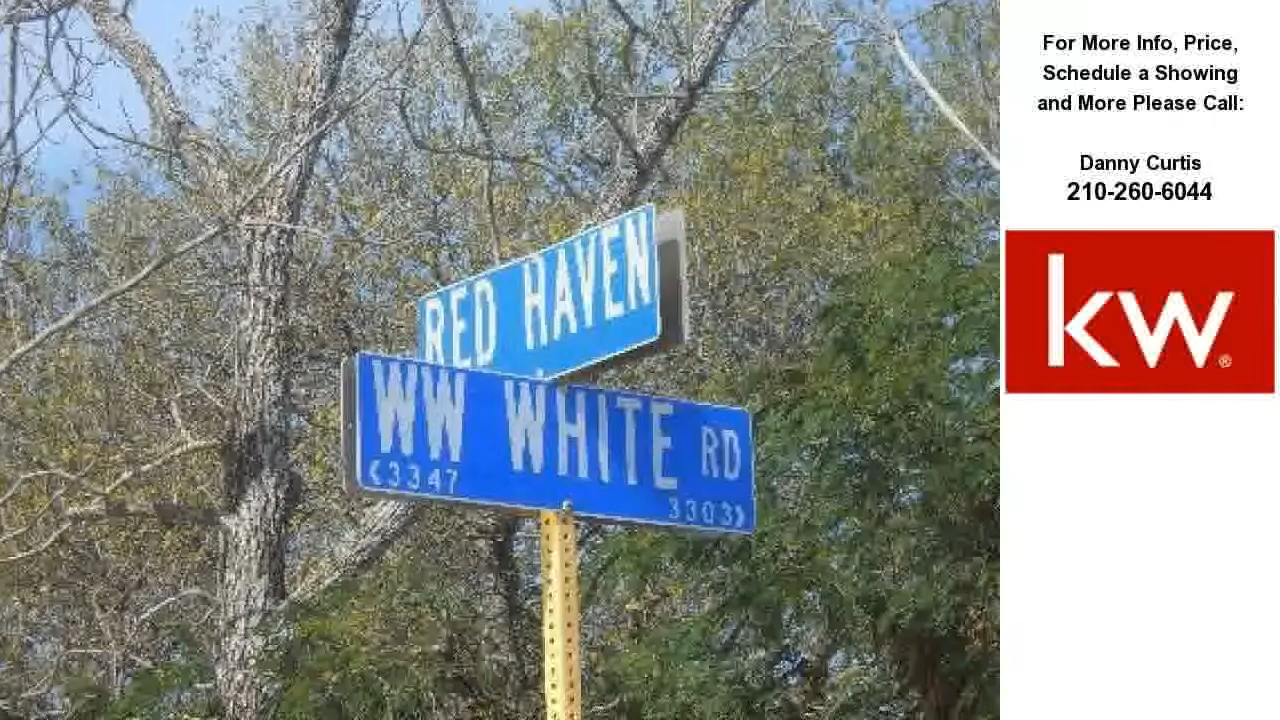 RED HAVEN
WW WHITE RD
<3347 3303>
For More Info, Price,
Schedule a Showing
and More Please Call:
Danny Curtis
210-260-6044
kw®